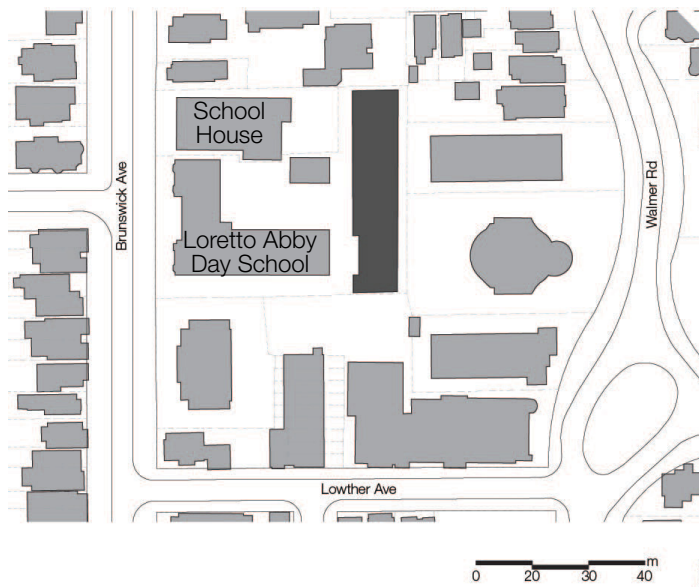 School
House
Brunswick Ave
Loretto Abby
Day School
Walmer Rd
Lowther Ave
m
0 20 30 40